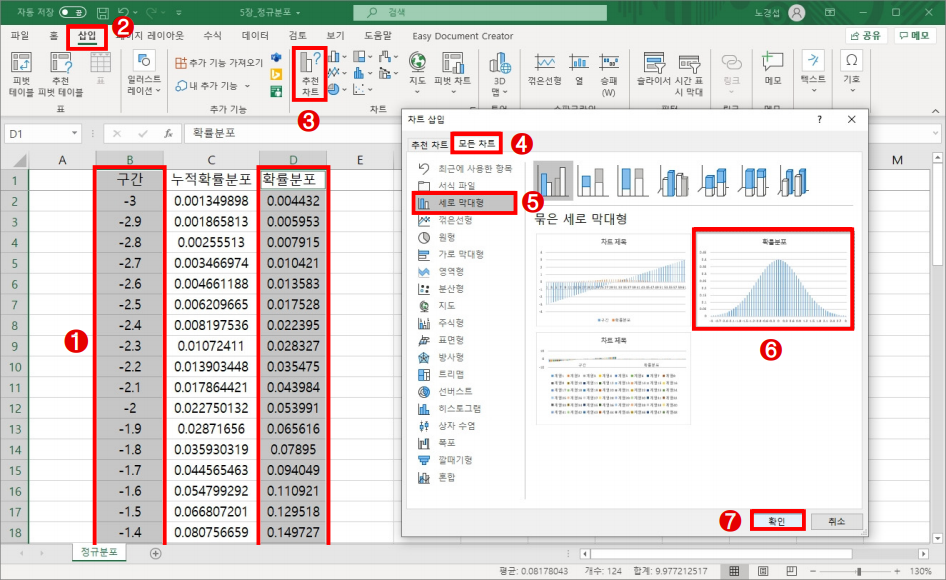 자동 저장 끔 5장_정규분포 검색 노경섭
파일 홈 삽입 페이지 레이아웃 수식 데이터 검토 보기 도움말 Easy Document Creator 공유 메모
②
피벗 테이블
추천 피벗 테이블
표
일러스트레이션
추가 기능 가져오기
내 추가 기능
추천 차트
지도
피벗 차트
3D 맵
꺾은선형
열
승패 (W)
슬라이서
시간 표시 막대
링크
메모
텍스트
기호
표 추가 기능 차트 투어 스파크라인 필터 링크 메모
③
D1 fx 확률분포
A B C D E M
1 구간 누적확률분포 확률분포
2 -3 0.001349898 0.004432
3 -2.9 0.001865813 0.005953
4 -2.8 0.00255513 0.007915
5 -2.7 0.003466974 0.010421
6 -2.6 0.004661188 0.013583
7 -2.5 0.006209665 0.017528
8 -2.4 0.008197536 0.022395
9 -2.3 0.01072411 0.028327
10 -2.2 0.013903448 0.035475
11 -2.1 0.017864421 0.043984
12 -2 0.022750132 0.053991
13 -1.9 0.02871656 0.065616
14 -1.8 0.035930319 0.07895
15 -1.7 0.044565463 0.094049
16 -1.6 0.054799292 0.110921
17 -1.5 0.066807201 0.129518
18 -1.4 0.080756659 0.149727
①
차트 삽입 ? ×
추천 차트 모든 차트 ④
최근에 사용한 항목
서식 파일
세로 막대형 ⑤
꺾은선형
원형
가로 막대형
영역형
분산형
지도
주식형
표면형
방사형
트리맵
선버스트
히스토그램
상자 수염
폭포
깔때기형
혼합
묶은 세로 막대형
차트 제목
확률분포
차트 제목
⑥
⑦ 확인 취소
정규분포
평균: 0.08178043 개수: 124 합계: 9.977212517 130%